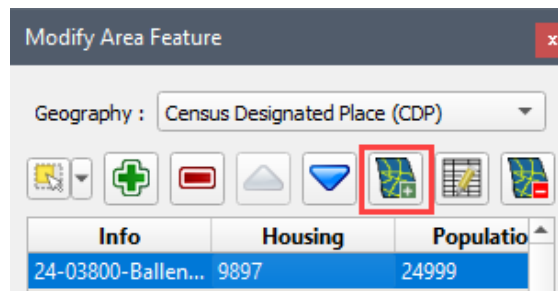 Modify Area Feature
x
Geography : Census Designated Place (CDP)
Info Housing Populatio
24-03800-Ballen... 9897 24999